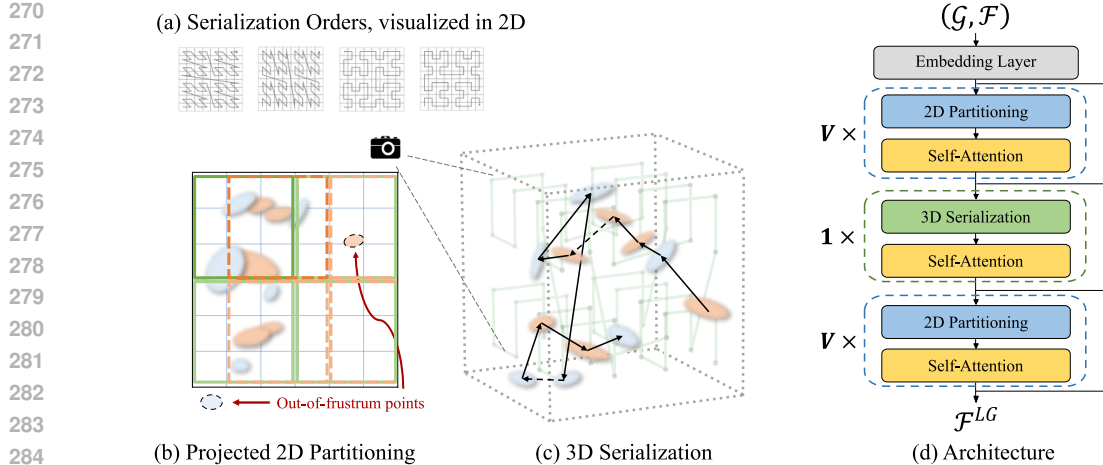 270
271
272
273
274
275
276
277
278
279
280
281
282
283
284
(a) Serialization Orders, visualized in 2D
Out-of-frustrum points
(b) Projected 2D Partitioning
(c) 3D Serialization
(𝒢, ℱ)
Embedding Layer
V ×
2D Partitioning
Self-Attention
1 ×
3D Serialization
Self-Attention
V ×
2D Partitioning
Self-Attention
ℱ^{LG}
(d) Architecture